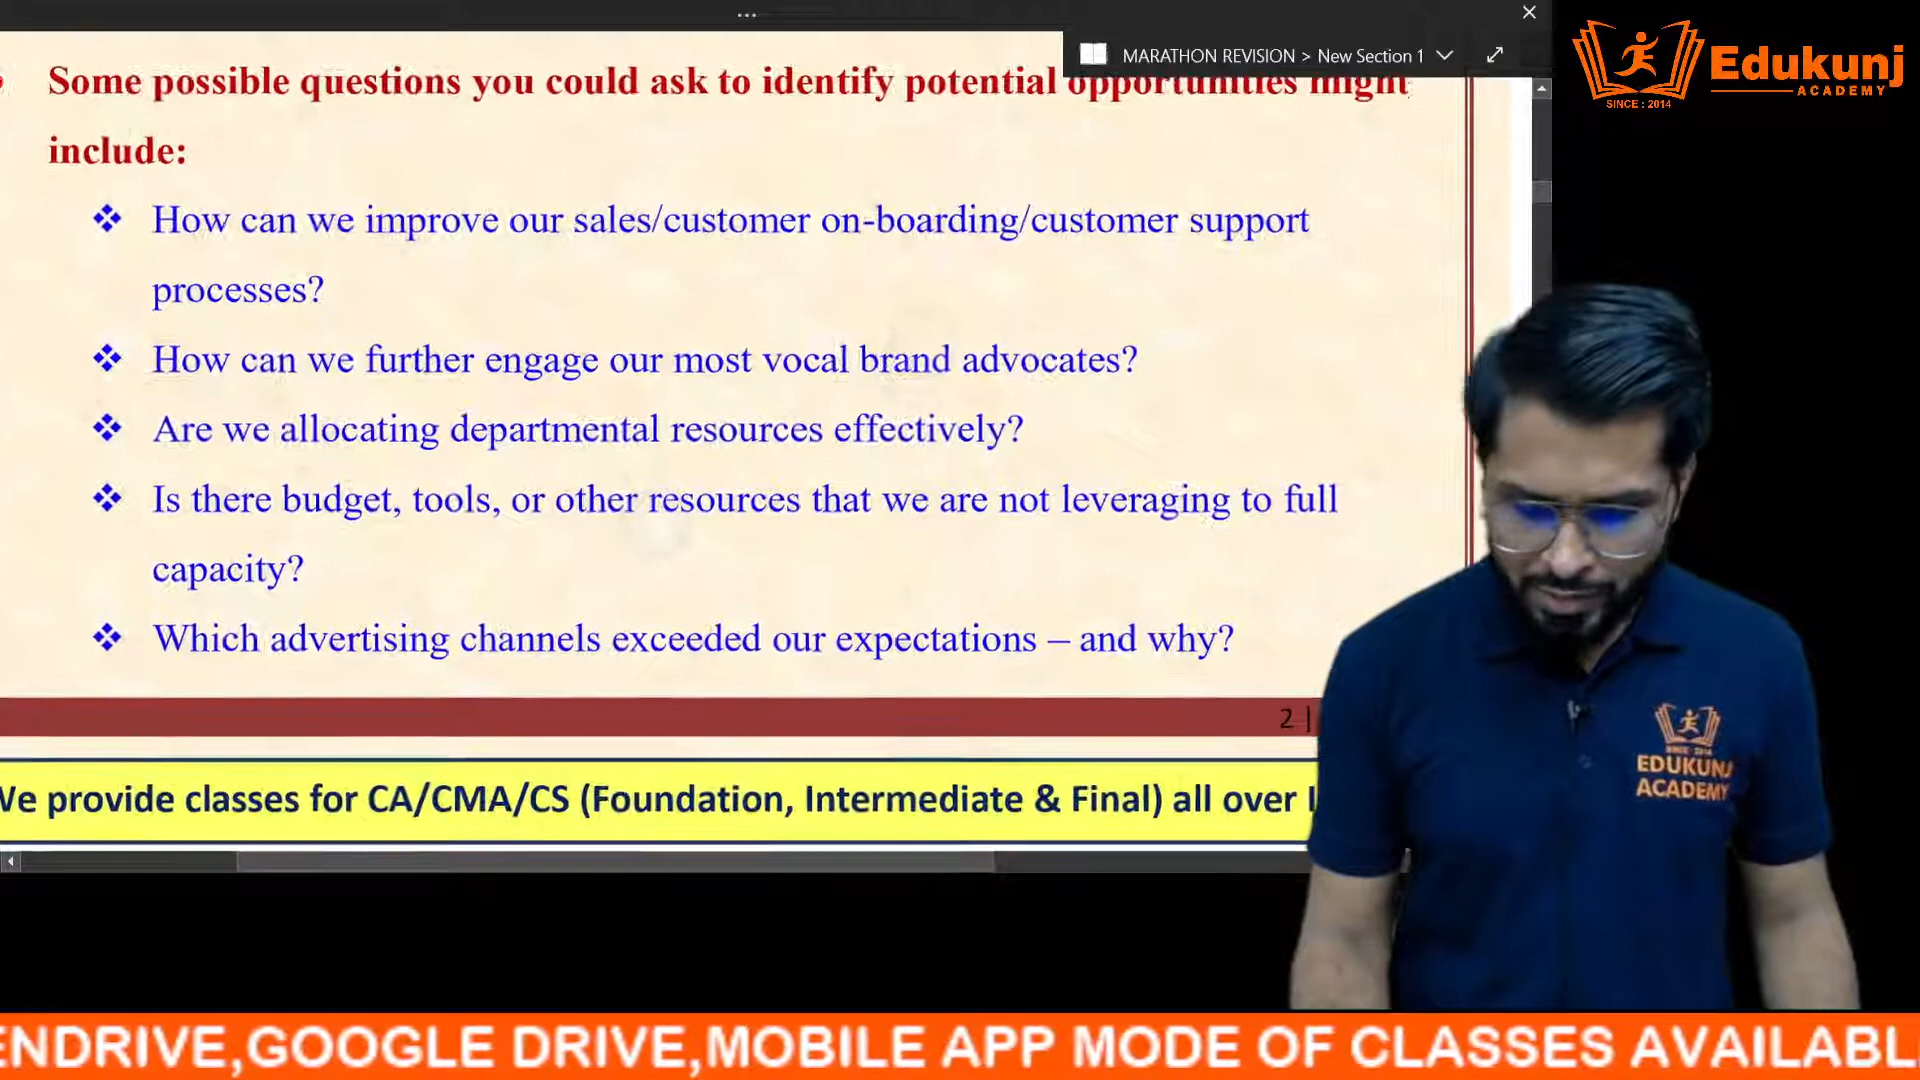 MARATHON REVISION > New Section 1
Edukunj
ACADEMY
SINCE : 2014
Some possible questions you could ask to identify potential opportunities might
include:
How can we improve our sales/customer on-boarding/customer support
processes?
How can we further engage our most vocal brand advocates?
Are we allocating departmental resources effectively?
Is there budget, tools, or other resources that we are not leveraging to full
capacity?
Which advertising channels exceeded our expectations – and why?
2 |
We provide classes for CA/CMA/CS (Foundation, Intermediate & Final) all over
SINCE : 2014
EDUKUNJ
ACADEMY
ENDRIVE,GOOGLE DRIVE,MOBILE APP MODE OF CLASSES AVAILABL